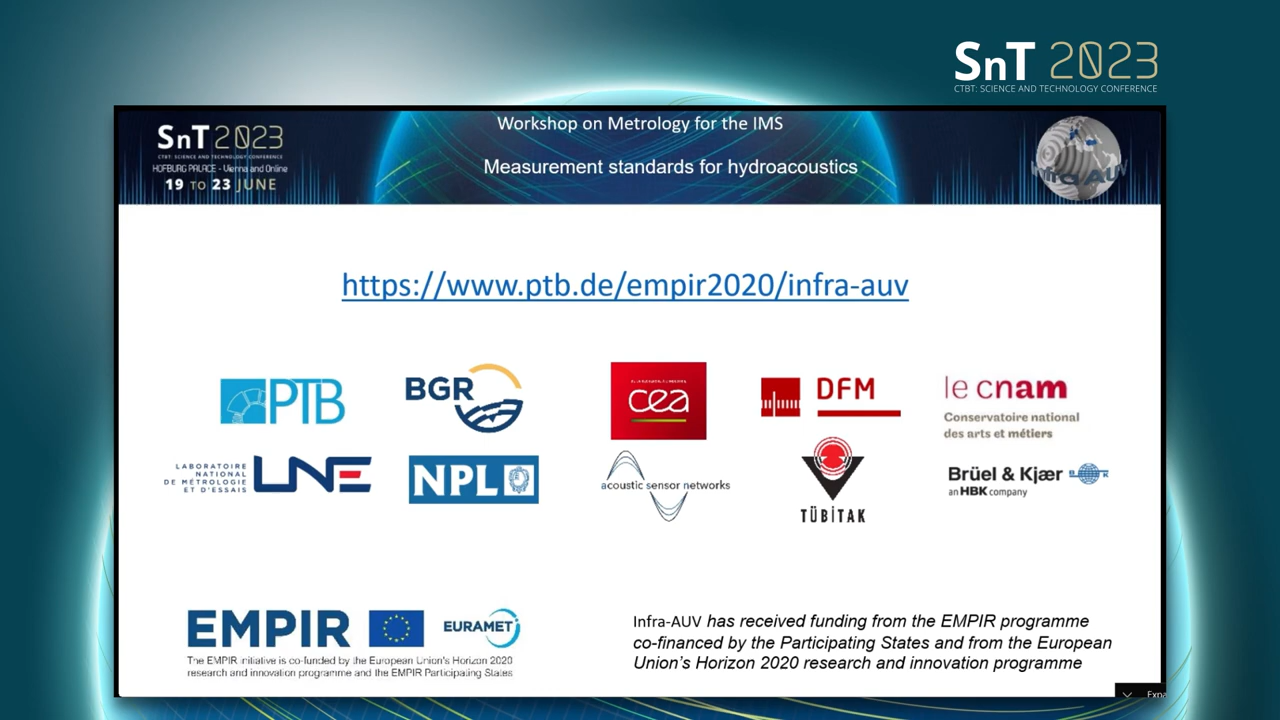 SnT 2023
CTBT: SCIENCE AND TECHNOLOGY CONFERENCE
SnT 2023
CTBT: SCIENCE AND TECHNOLOGY CONFERENCE
HOFBURG PALACE - Vienna and Online
19 TO 23 JUNE
Workshop on Metrology for the IMS
Measurement standards for hydroacoustics
Infra AUV
https://www.ptb.de/empir2020/infra-auv
PTB
BGR
cea
DFM
le cnam
Conservatoire national
des arts et métiers
LABORATOIRE
NATIONAL
DE MÉTROLOGIE
ET D'ESSAIS
LNE
NPL
acoustic sensor networks
TÜBİTAK
Brüel & Kjær
an HBK company
EMPIR
EURAMET
The EMPIR initiative is co-funded by the European Union's Horizon 2020
research and innovation programme and the EMPIR Participating States
Infra-AUV has received funding from the EMPIR programme
co-financed by the Participating States and from the European
Union's Horizon 2020 research and innovation programme